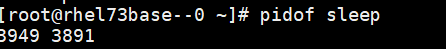 [root@rhel73base--0 ~]# pidof sleep
3949 3891